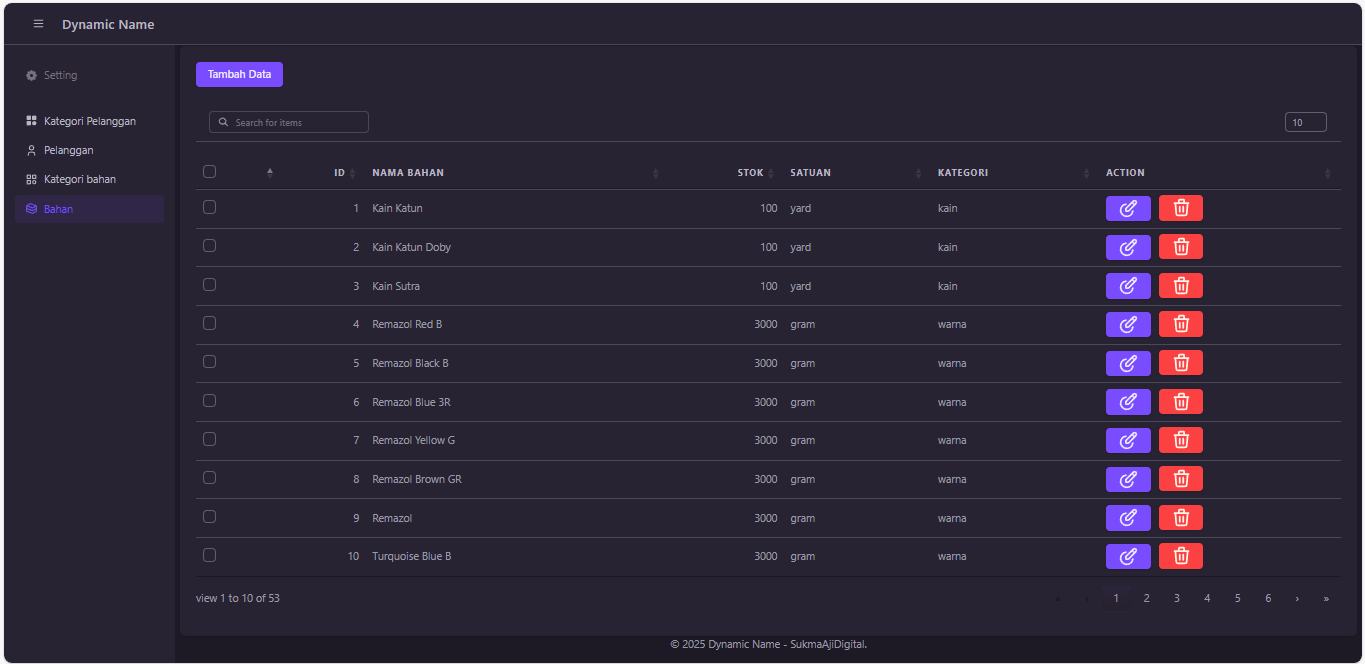 Dynamic Name
Setting
Kategori Pelanggan
Pelanggan
Kategori bahan
Bahan
Tambah Data
Search for items
10
ID NAMA BAHAN STOK SATUAN KATEGORI ACTION
1 Kain Katun 100 yard kain
2 Kain Katun Doby 100 yard kain
3 Kain Sutra 100 yard kain
4 Remazol Red B 3000 gram warna
5 Remazol Black B 3000 gram warna
6 Remazol Blue 3R 3000 gram warna
7 Remazol Yellow G 3000 gram warna
8 Remazol Brown GR 3000 gram warna
9 Remazol 3000 gram warna
10 Turquoise Blue B 3000 gram warna
view 1 to 10 of 53
« ‹ 1 2 3 4 5 6 › »
© 2025 Dynamic Name - SukmaAjiDigital.